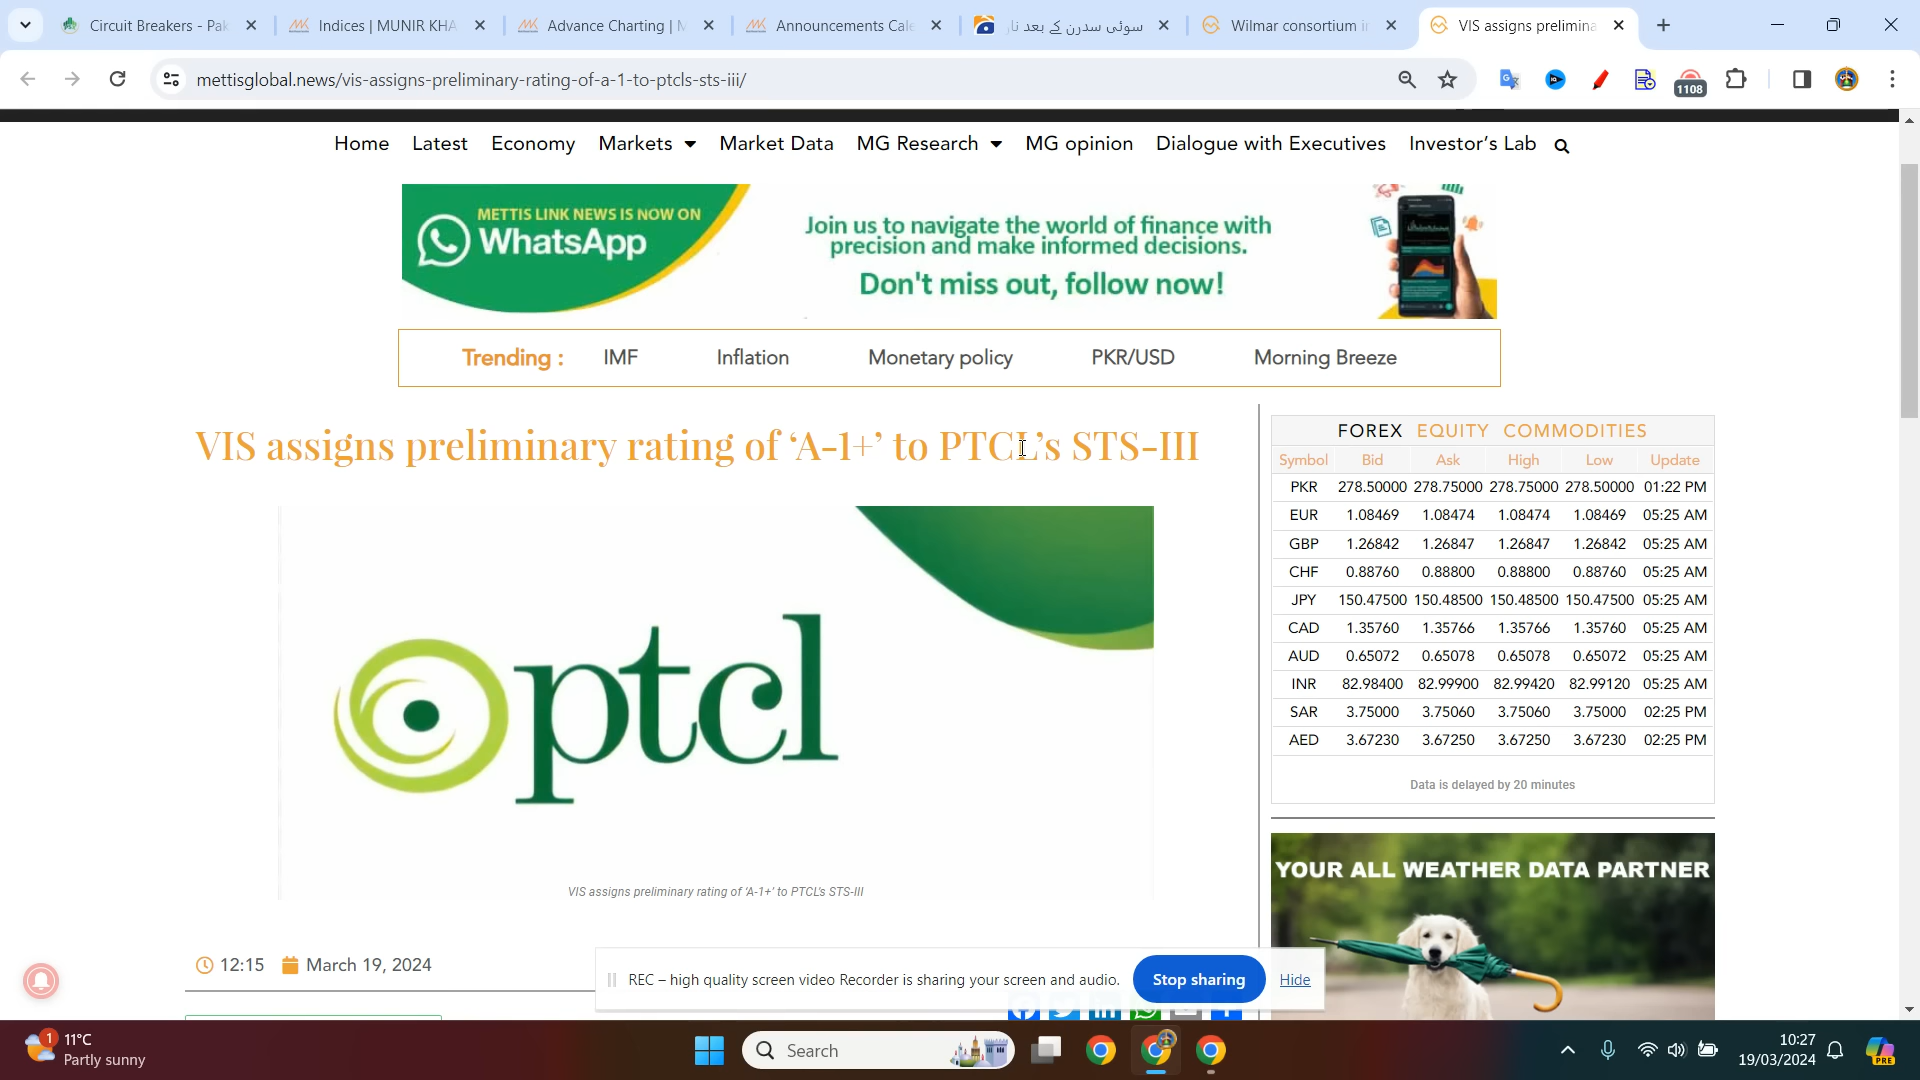 Circuit Breakers - Pak
Indices | MUNIR KHA
Advance Charting | M
Announcements Cale
سوئی سدرن کے بعد نار
Wilmar consortium in
VIS assigns prelimina
mettisglobal.news/vis-assigns-preliminary-rating-of-a-1-to-ptcls-sts-iii/
1108
Home Latest Economy Markets Market Data MG Research MG opinion Dialogue with Executives Investor's Lab
METTIS LINK NEWS IS NOW ON
WhatsApp
Join us to navigate the world of finance with
precision and make informed decisions.
Don't miss out, follow now!
Trending : IMF Inflation Monetary policy PKR/USD Morning Breeze
VIS assigns preliminary rating of ‘A-1+’ to PTCL’s STS-III
ptcl
VIS assigns preliminary rating of 'A-1+' to PTCL's STS-III
12:15 March 19, 2024
FOREX EQUITY COMMODITIES
Symbol Bid Ask High Low Update
PKR 278.50000 278.75000 278.75000 278.50000 01:22 PM
EUR 1.08469 1.08474 1.08474 1.08469 05:25 AM
GBP 1.26842 1.26847 1.26847 1.26842 05:25 AM
CHF 0.88760 0.88800 0.88800 0.88760 05:25 AM
JPY 150.47500 150.48500 150.48500 150.47500 05:25 AM
CAD 1.35760 1.35766 1.35766 1.35760 05:25 AM
AUD 0.65072 0.65078 0.65078 0.65072 05:25 AM
INR 82.98400 82.99900 82.99420 82.99120 05:25 AM
SAR 3.75000 3.75060 3.75060 3.75000 02:25 PM
AED 3.67230 3.67250 3.67250 3.67230 02:25 PM
Data is delayed by 20 minutes
YOUR ALL WEATHER DATA PARTNER
REC – high quality screen video Recorder is sharing your screen and audio. Stop sharing Hide
1
11°C
Partly sunny
Search
10:27
19/03/2024
PRE